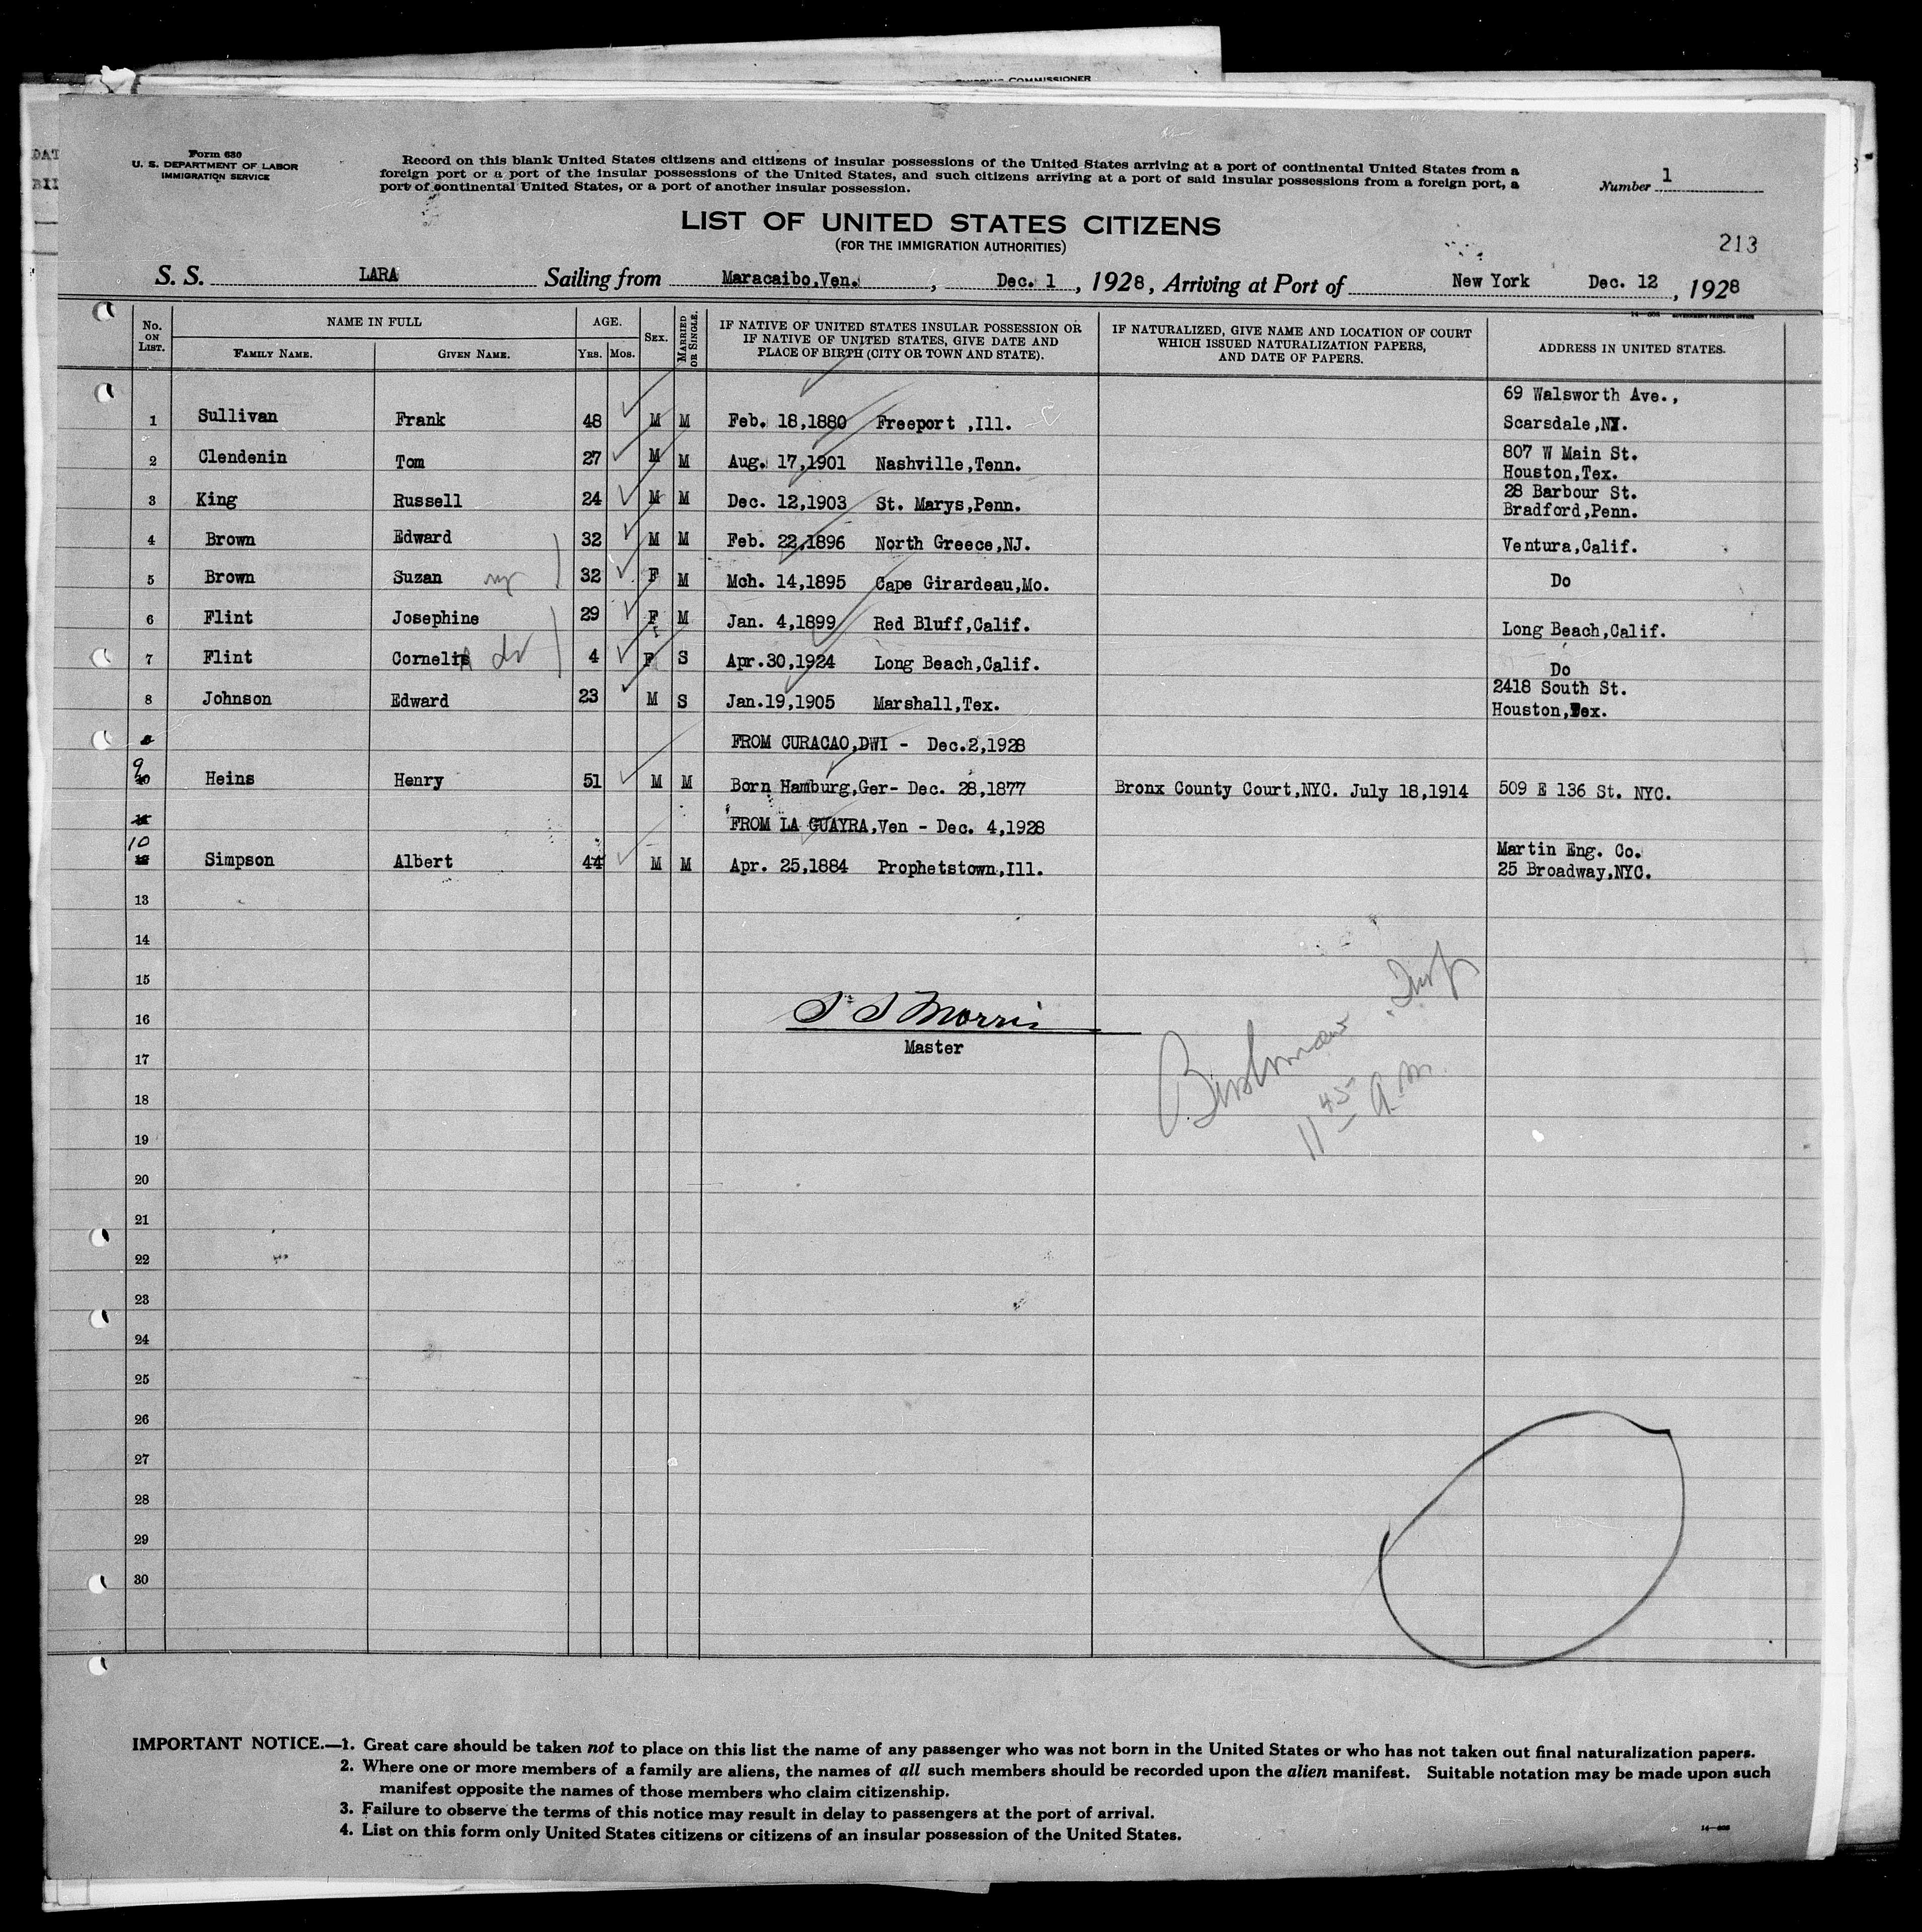 SHIPPING COMMISSIONER
DAT
BII
Form 630
U. S. DEPARTMENT OF LABOR
IMMIGRATION SERVICE
Record on this blank United States citizens and citizens of insular possessions of the United States arriving at a port of continental United States from a
foreign port or a port of the insular possessions of the United States, and such citizens arriving at a port of said insular possessions from a foreign port, a
port of continental United States, or a port of another insular possession.
Number 1
LIST OF UNITED STATES CITIZENS
(FOR THE IMMIGRATION AUTHORITIES)
213
S. S. LARA Sailing from Maracaibo,Ven. , Dec. 1 , 1928, Arriving at Port of New York Dec. 12 , 1928
GOVERNMENT PRINTING OFFICE
No. ON LIST. NAME IN FULL AGE. SEX. MARRIED OR SINGLE. IF NATIVE OF UNITED STATES INSULAR POSSESSION OR IF NATIVE OF UNITED STATES, GIVE DATE AND PLACE OF BIRTH (CITY OR TOWN AND STATE). IF NATURALIZED, GIVE NAME AND LOCATION OF COURT WHICH ISSUED NATURALIZATION PAPERS, AND DATE OF PAPERS. ADDRESS IN UNITED STATES.
FAMILY NAME. GIVEN NAME. YRS. MOS.
69 Walsworth Ave.,
1 Sullivan Frank 48 M M Feb. 18,1880 Freeport ,Ill. Scarsdale,NY.
2 Clendenin Tom 27 M M Aug. 17,1901 Nashville,Tenn. 807 W Main St.
Houston,Tex.
3 King Russell 24 M M Dec. 12,1903 St. Marys,Penn. 28 Barbour St.
Bradford,Penn.
4 Brown Edward 32 M M Feb. 22,1896 North Greece,NJ. Ventura,Calif.
5 Brown Suzan 32 F M Mch. 14,1895 Cape Girardeau,Mo. Do
6 Flint Josephine 29 F M Jan. 4,1899 Red Bluff,Calif. Long Beach,Calif.
7 Flint Cornelia 4 F S Apr.30,1924 Long Beach,Calif. Do
8 Johnson Edward 23 M S Jan.19,1905 Marshall,Tex. 2418 South St.
Houston,Tex.
FROM CURACAO,DWI - Dec.2,1928
9 Heins Henry 51 M M Born Hamburg,Ger- Dec. 28,1877 Bronx County Court,NYC. July 18,1914 509 E 136 St. NYC.
FROM LA GUAYRA,Ven - Dec. 4,1928
10 Simpson Albert 44 M M Apr. 25,1884 Prophetstown,Ill. Martin Eng. Co.
25 Broadway,NYC.
13
14
15
16 Morris
Master
17
18
11 45 A.M.
19
20
21
22
23
24
25
26
27
28
29
30
IMPORTANT NOTICE.—1. Great care should be taken not to place on this list the name of any passenger who was not born in the United States or who has not taken out final naturalization papers.
2. Where one or more members of a family are aliens, the names of all such members should be recorded upon the alien manifest. Suitable notation may be made upon such
manifest opposite the names of those members who claim citizenship.
3. Failure to observe the terms of this notice may result in delay to passengers at the port of arrival.
4. List on this form only United States citizens or citizens of an insular possession of the United States.